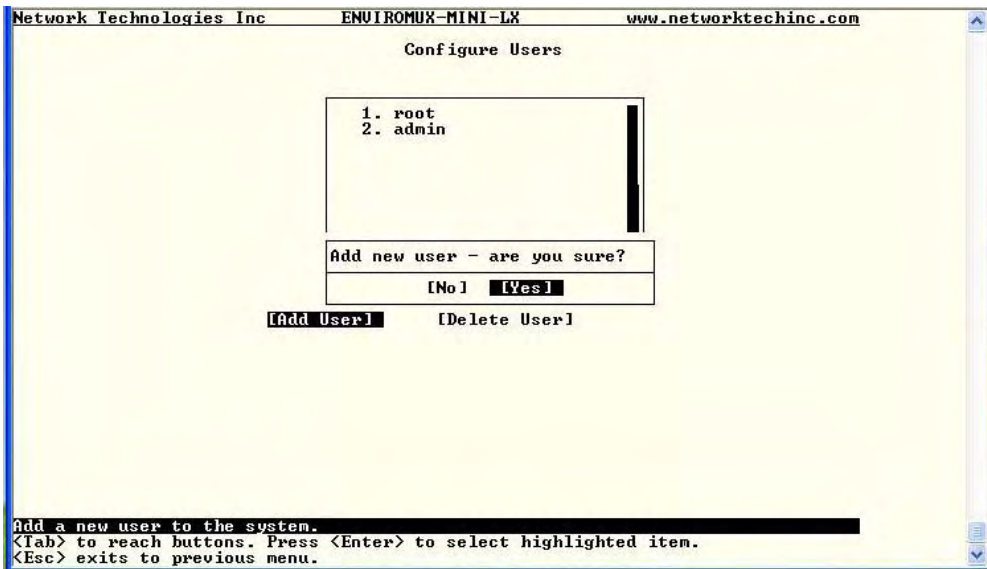 Network Technologies Inc ENVIROMUX-MINI-LX www.networktechinc.com
Configure Users
1. root
2. admin
Add new user - are you sure?
[No] [Yes]
[Add User] [Delete User]
Add a new user to the system.
<Tab> to reach buttons. Press <Enter> to select highlighted item.
<Esc> exits to previous menu.